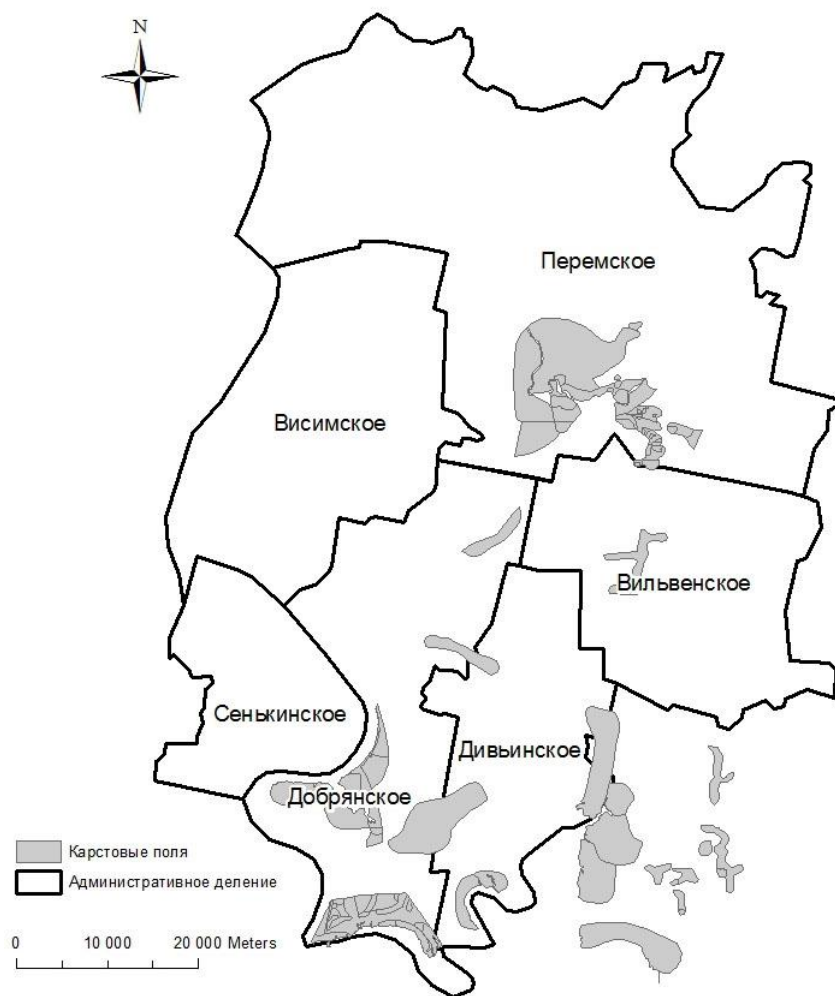 N
Перемское
Висимское
Вильвенское
Сенькинское
Дивьинское
Добрянское
Карстовые поля
Административное деление
0 10 000 20 000 Meters